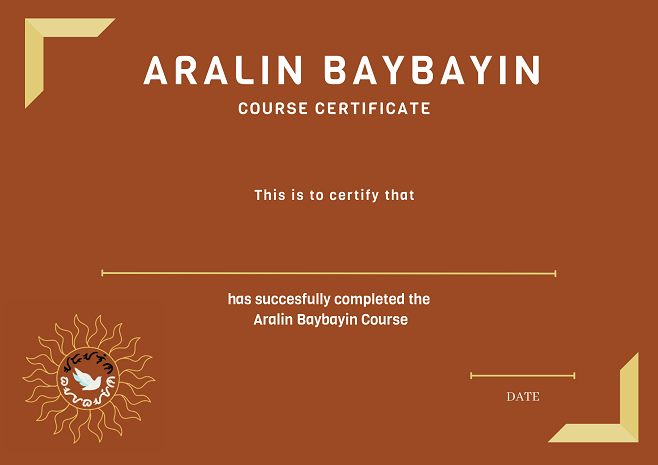 ARALIN BAYBAYIN
COURSE CERTIFICATE
This is to certify that
has succesfully completed the
Aralin Baybayin Course
DATE